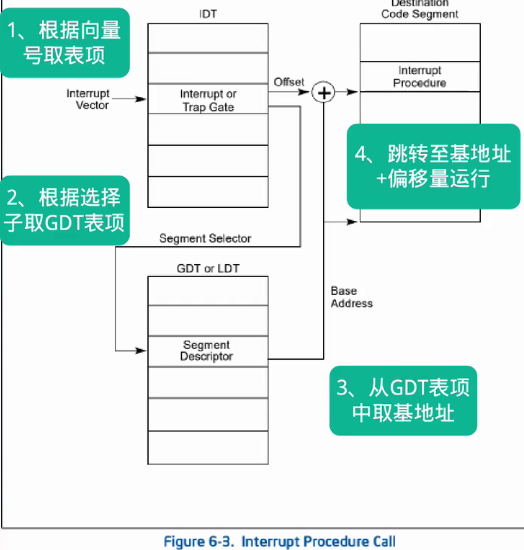 Destination
IDT
Code Segment
1、根据向量
号取表项
Offset
Interrupt
Vector
Interrupt or
Trap Gate
+
Interrupt
Procedure
4、跳转至基地址
+偏移量运行
2、根据选择
子取GDT表项
Segment Selector
GDT or LDT
Base
Address
Segment
Descriptor
3、从GDT表项
中取基地址
Figure 6-3. Interrupt Procedure Call